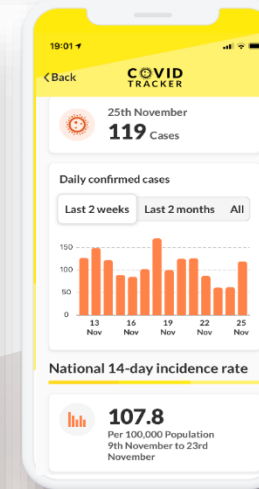 19:01
Back
COVID
TRACKER
25th November
119 Cases
Daily confirmed cases
Last 2 weeks Last 2 months All
150
100
50
0
13 16 19 22 25
Nov Nov Nov Nov Nov
National 14-day incidence rate
107.8
Per 100,000 Population
9th November to 23rd
November